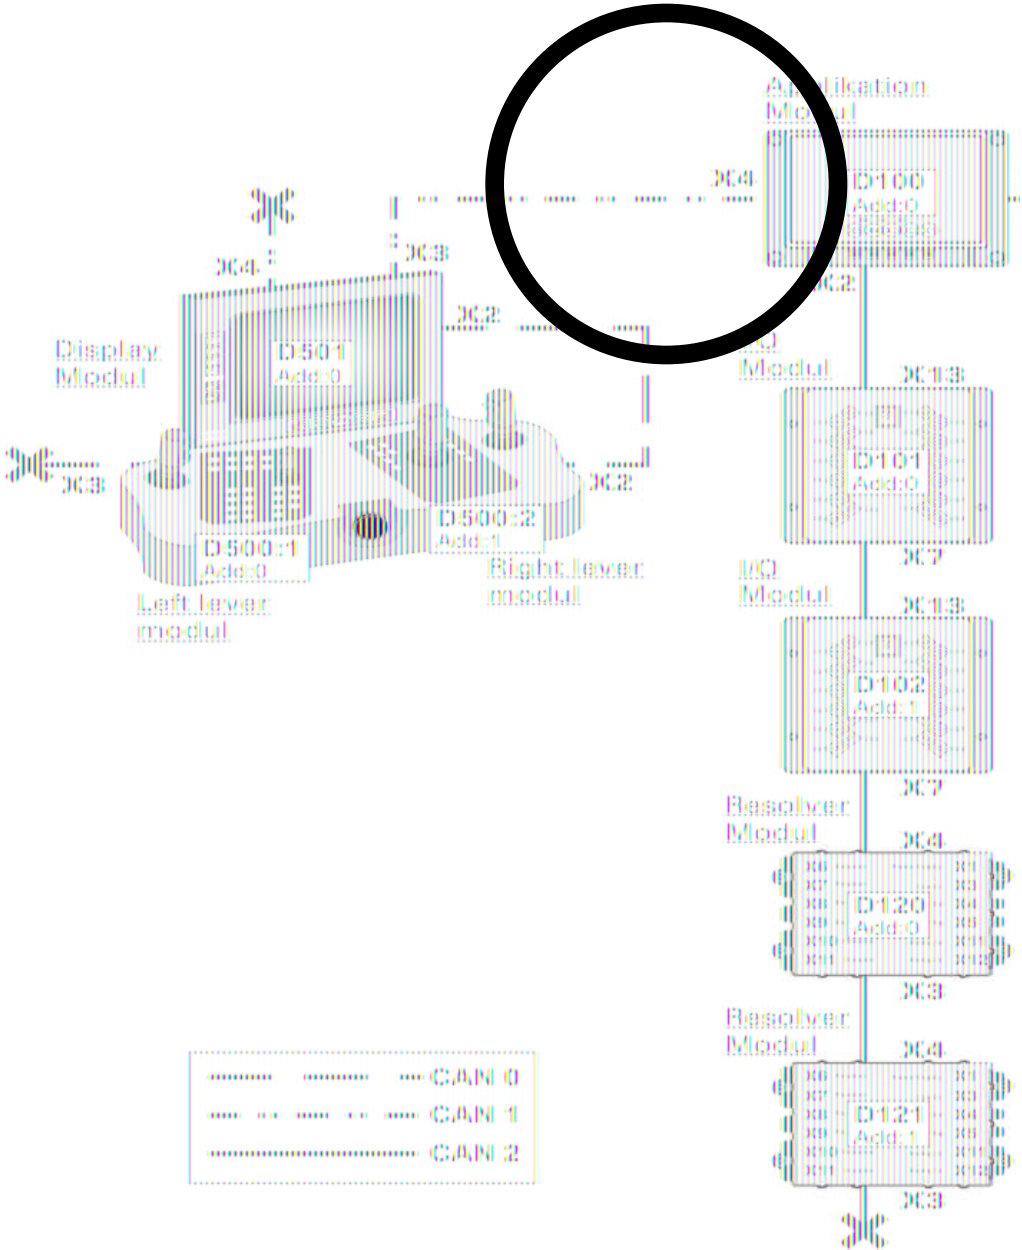 Applikation
Modul
X4
D100
Add:0
X2
X4
X3
X2
Display
Modul
D501
Add:0
X3
X2
D500:1
Add:0
D500:2
Add:1
Left lever
modul
Right lever
modul
I/O
Modul
X13
D101
Add:0
X7
I/O
Modul
X13
D102
Add:1
X7
Resolver
Modul
X4
D120
Add:0
X3
Resolver
Modul
X4
D121
Add:1
X3
CAN 0
CAN 1
CAN 2